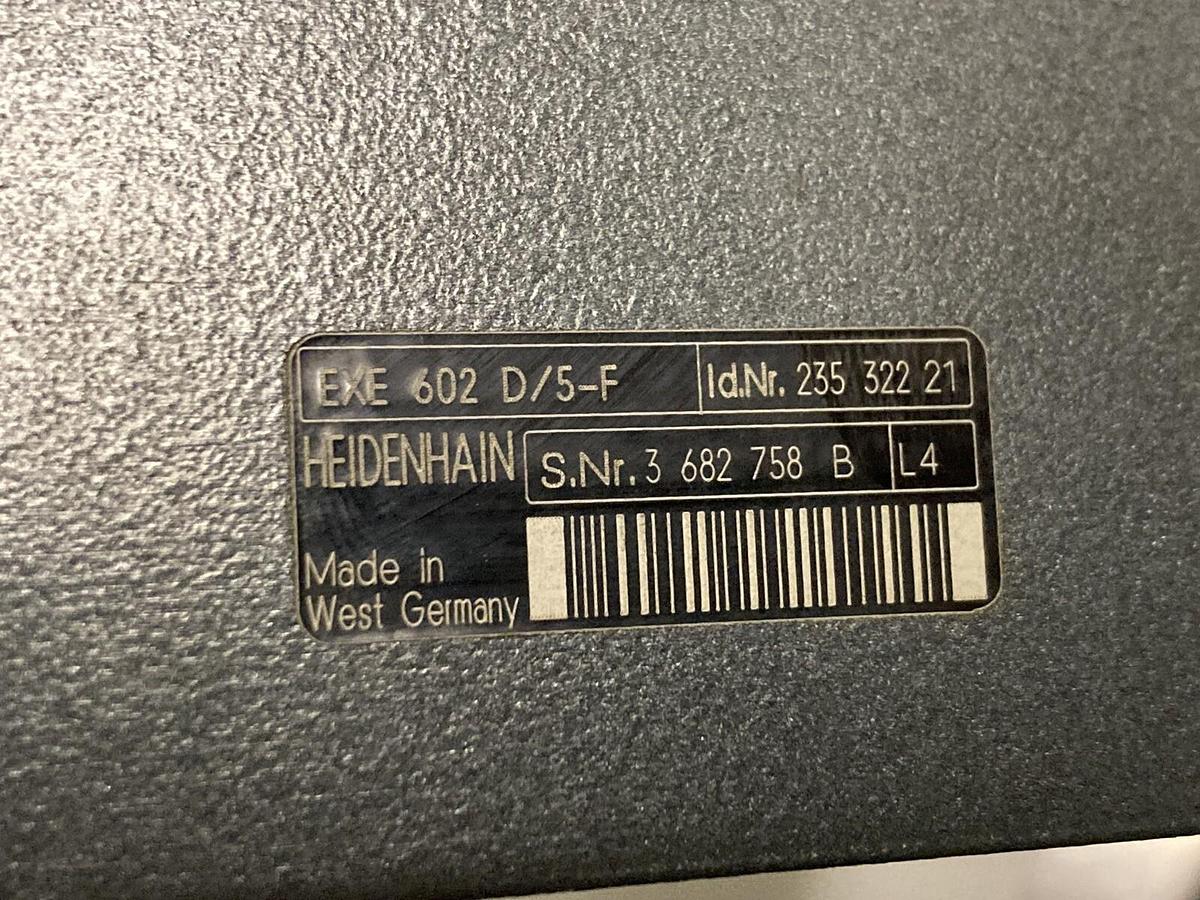 EXE 602 D/5-F Id.Nr. 235 322 21
HEIDENHAIN S.Nr. 3 682 758 B L4
Made in
West Germany